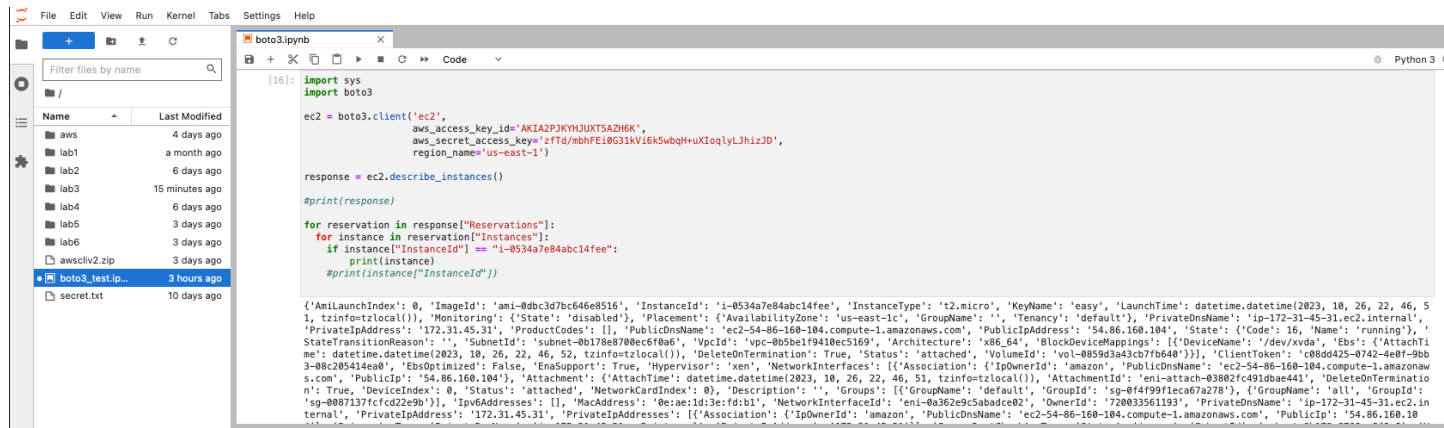 File Edit View Run Kernel Tabs Settings Help
Filter files by name
/
Name Last Modified
aws 4 days ago
lab1 a month ago
lab2 6 days ago
lab3 15 minutes ago
lab4 6 days ago
lab5 3 days ago
lab6 3 days ago
awscliv2.zip 3 days ago
boto3_test.ip... 3 hours ago
secret.txt 10 days ago
boto3.ipynb
Code
Python 3
[16]: import sys
import boto3
ec2 = boto3.client('ec2',
aws_access_key_id='AKIA2PJKYHJUXT5AZH6K',
aws_secret_access_key='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',
region_name='us-east-1')
response = ec2.describe_instances()
#print(response)
for reservation in response["Reservations"]:
for instance in reservation["Instances"]:
if instance["InstanceId"] == "i-0534a7e84abc14fee":
print(instance)
#print(instance["InstanceId"])
{'AmiLaunchIndex': 0, 'ImageId': 'ami-0dbc3d7bc646e8516', 'InstanceId': 'i-0534a7e84abc14fee', 'InstanceType': 't2.micro', 'KeyName': 'easy', 'LaunchTime': datetime.datetime(2023, 10, 26, 22, 46, 5
1, tzinfo=tzlocal()), 'Monitoring': {'State': 'disabled'}, 'Placement': {'AvailabilityZone': 'us-east-1c', 'GroupName': '', 'Tenancy': 'default'}, 'PrivateDnsName': 'ip-172-31-45-31.ec2.internal',
'PrivateIpAddress': '172.31.45.31', 'ProductCodes': [], 'PublicDnsName': 'ec2-54-86-160-104.compute-1.amazonaws.com', 'PublicIpAddress': '54.86.160.104', 'State': {'Code': 16, 'Name': 'running'}, '
StateTransitionReason': '', 'SubnetId': 'subnet-0b178e8700ec6f0a6', 'VpcId': 'vpc-0b5be1f9410ec5169', 'Architecture': 'x86_64', 'BlockDeviceMappings': [{'DeviceName': '/dev/xvda', 'Ebs': {'AttachTi
me': datetime.datetime(2023, 10, 26, 22, 46, 52, tzinfo=tzlocal()), 'DeleteOnTermination': True, 'Status': 'attached', 'VolumeId': 'vol-0859d3a43cb7fb640'}}], 'ClientToken': 'c08dd425-0742-4e0f-9bb
3-08c205414ea0', 'EbsOptimized': False, 'EnaSupport': True, 'Hypervisor': 'xen', 'NetworkInterfaces': [{'Association': {'IpOwnerId': 'amazon', 'PublicDnsName': 'ec2-54-86-160-104.compute-1.amazonaw
s.com', 'PublicIp': '54.86.160.104'}, 'Attachment': {'AttachTime': datetime.datetime(2023, 10, 26, 22, 46, 51, tzinfo=tzlocal()), 'AttachmentId': 'eni-attach-03802fc491dbae441', 'DeleteOnTerminatio
n': True, 'DeviceIndex': 0, 'Status': 'attached', 'NetworkCardIndex': 0}, 'Description': '', 'Groups': [{'GroupName': 'default', 'GroupId': 'sg-0f4f99f1eca67a278'}, {'GroupName': 'all', 'GroupId':
'sg-0087137fcfcd22e9b'}], 'Ipv6Addresses': [], 'MacAddress': '0e:ae:1d:3e:fd:b1', 'NetworkInterfaceId': 'eni-0a362e9c5abadce02', 'OwnerId': '720033561193', 'PrivateDnsName': 'ip-172-31-45-31.ec2.in
ternal', 'PrivateIpAddress': '172.31.45.31', 'PrivateIpAddresses': [{'Association': {'IpOwnerId': 'amazon', 'PublicDnsName': 'ec2-54-86-160-104.compute-1.amazonaws.com', 'PublicIp': '54.86.160.10